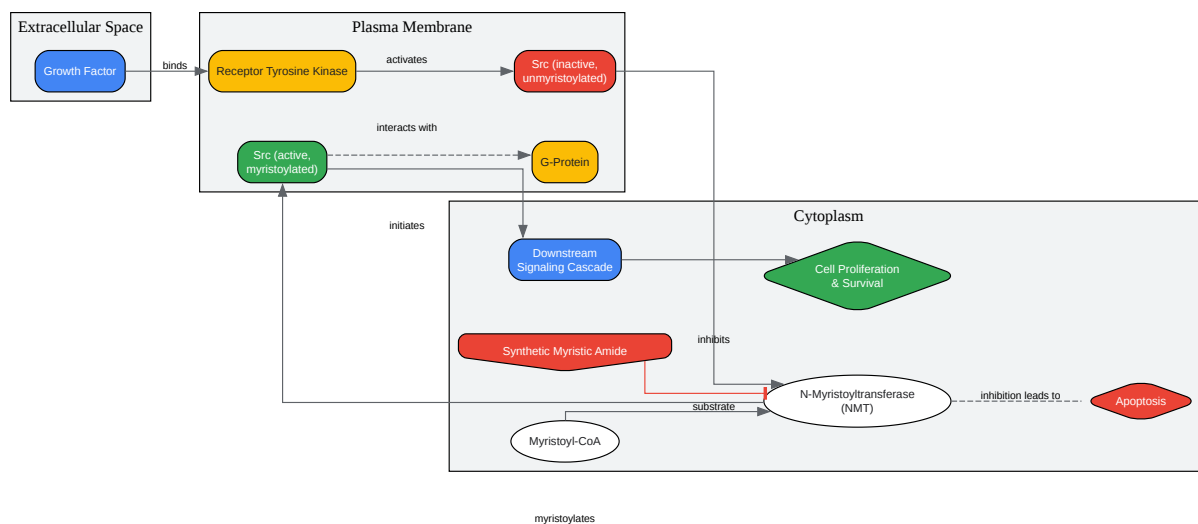 Extracellular Space
Plasma Membrane
Growth Factor
binds
Receptor Tyrosine Kinase
activates
Src (inactive,
unmyristoylated)
interacts with
Src (active,
myristoylated)
G-Protein
initiates
Cytoplasm
Downstream
Signaling Cascade
Cell Proliferation
& Survival
inhibits
Synthetic Myristic Amide
N-Myristoyltransferase
(NMT)
inhibition leads to
Apoptosis
substrate
Myristoyl-CoA
myristoylates